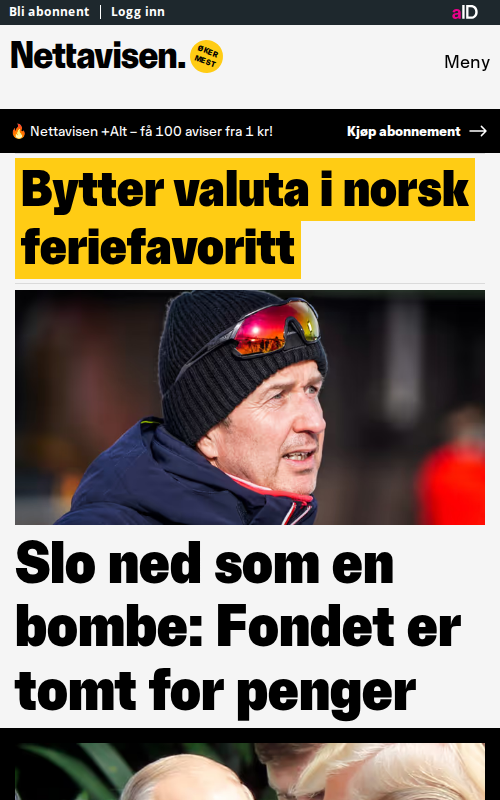 Bli abonnent | Logg inn
aID
Nettavisen.
ØKER
MEST
Meny
🔥 Nettavisen +Alt – få 100 aviser fra 1 kr!
Kjøp abonnement →
Bytter valuta i norsk
feriefavoritt
Slo ned som en
bombe: Fondet er
tomt for penger